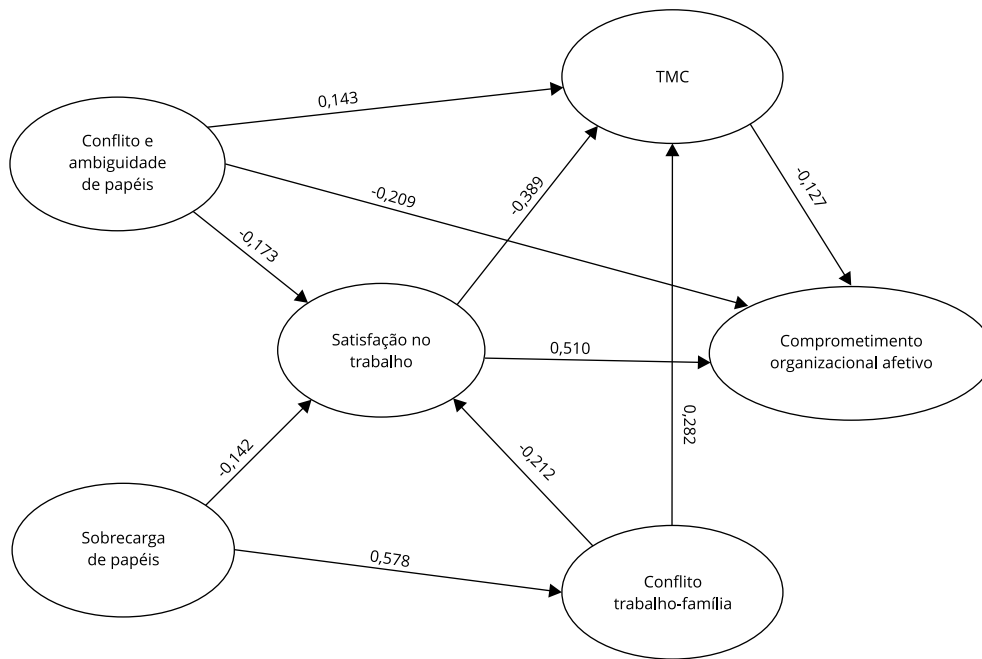 TMC
0,143
Conflito e
ambiguidade
de papéis
-0,209
-0,389
-0,127
-0,173
Satisfação no
trabalho
0,510
Comprometimento
organizacional afetivo
0,282
-0,142
-0,212
Sobrecarga
de papéis
0,578
Conflito
trabalho-família